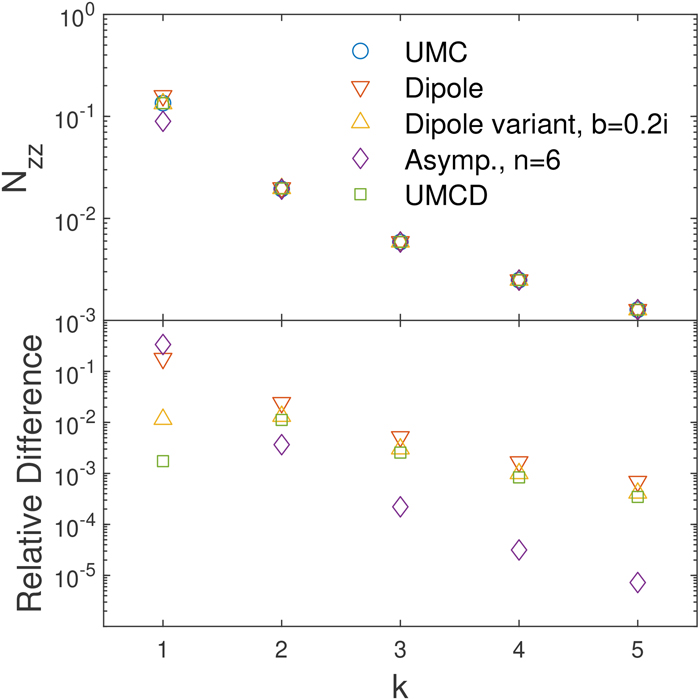 10^0
10^-1
10^-2
10^-3
N_zz
UMC
Dipole
Dipole variant, b=0.2i
Asymp., n=6
UMCD
10^-1
10^-2
10^-3
10^-4
10^-5
Relative Difference
1 2 3 4 5
k